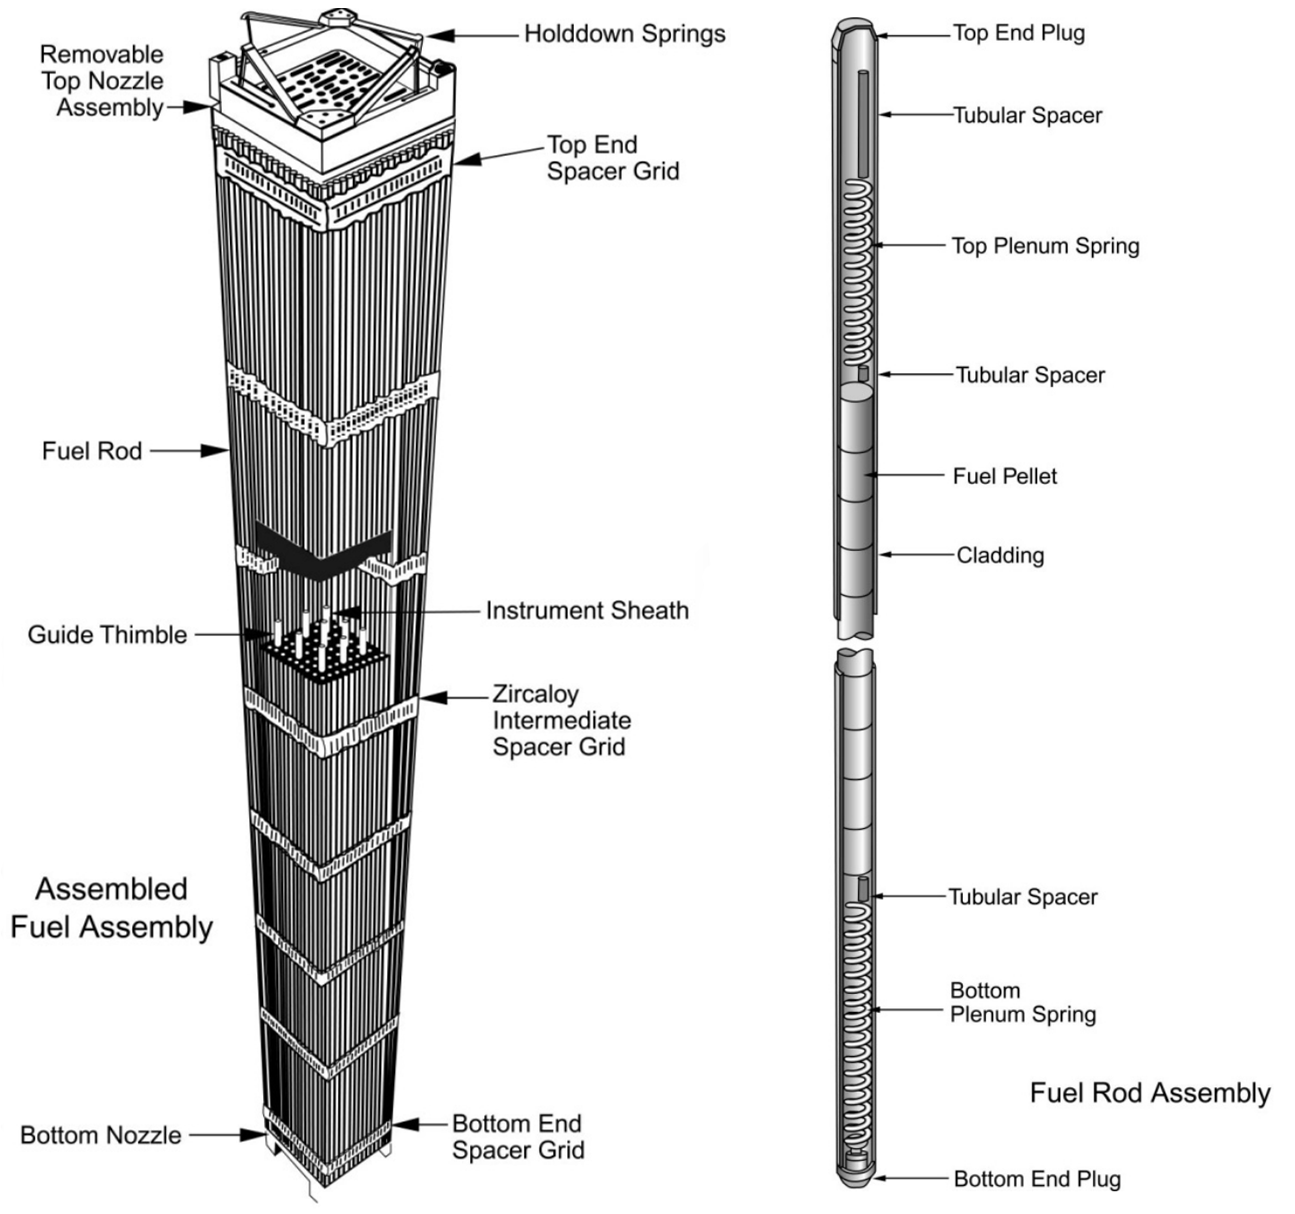 Holddown Springs
Removable
Top Nozzle
Assembly
Top End
Spacer Grid
Fuel Rod
Instrument Sheath
Guide Thimble
Zircaloy
Intermediate
Spacer Grid
Assembled
Fuel Assembly
Bottom Nozzle
Bottom End
Spacer Grid
Top End Plug
Tubular Spacer
Top Plenum Spring
Tubular Spacer
Fuel Pellet
Cladding
Tubular Spacer
Bottom
Plenum Spring
Fuel Rod Assembly
Bottom End Plug